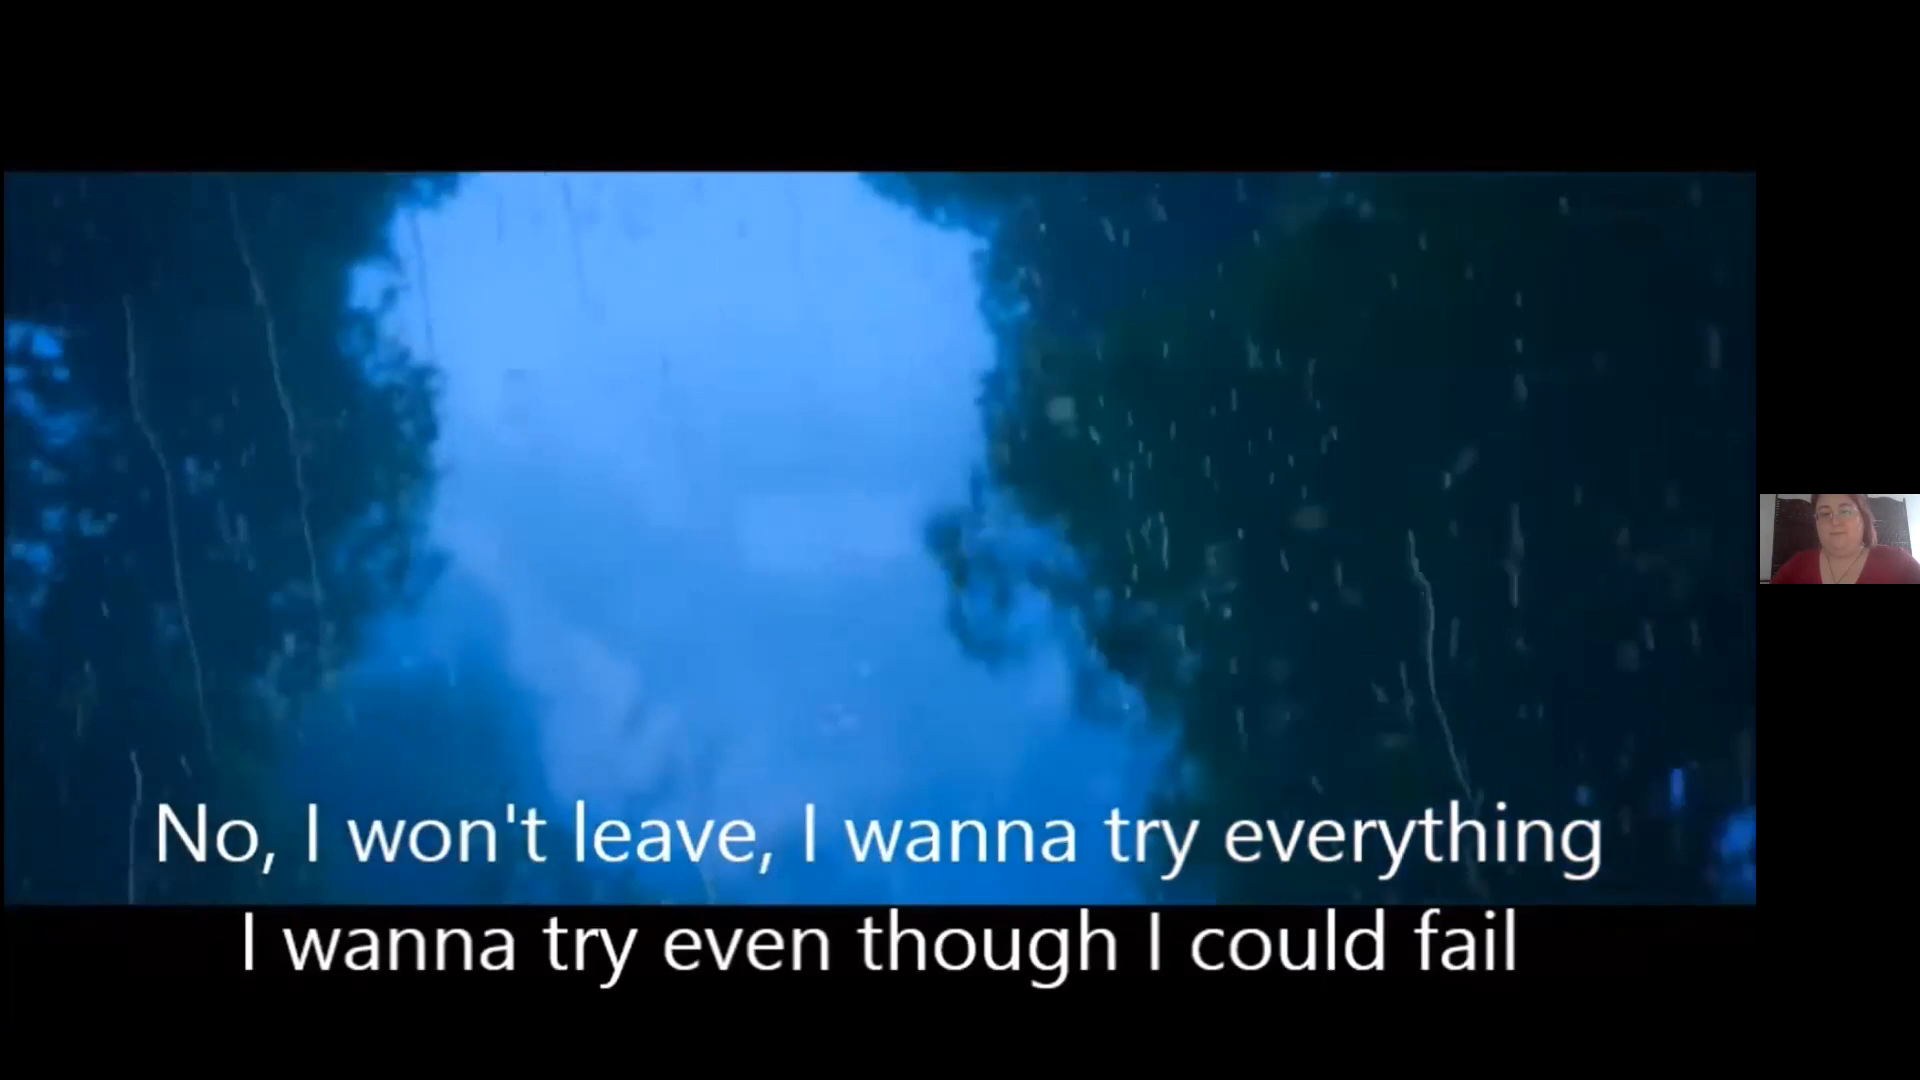 No, I won't leave, I wanna try everything
I wanna try even though I could fail